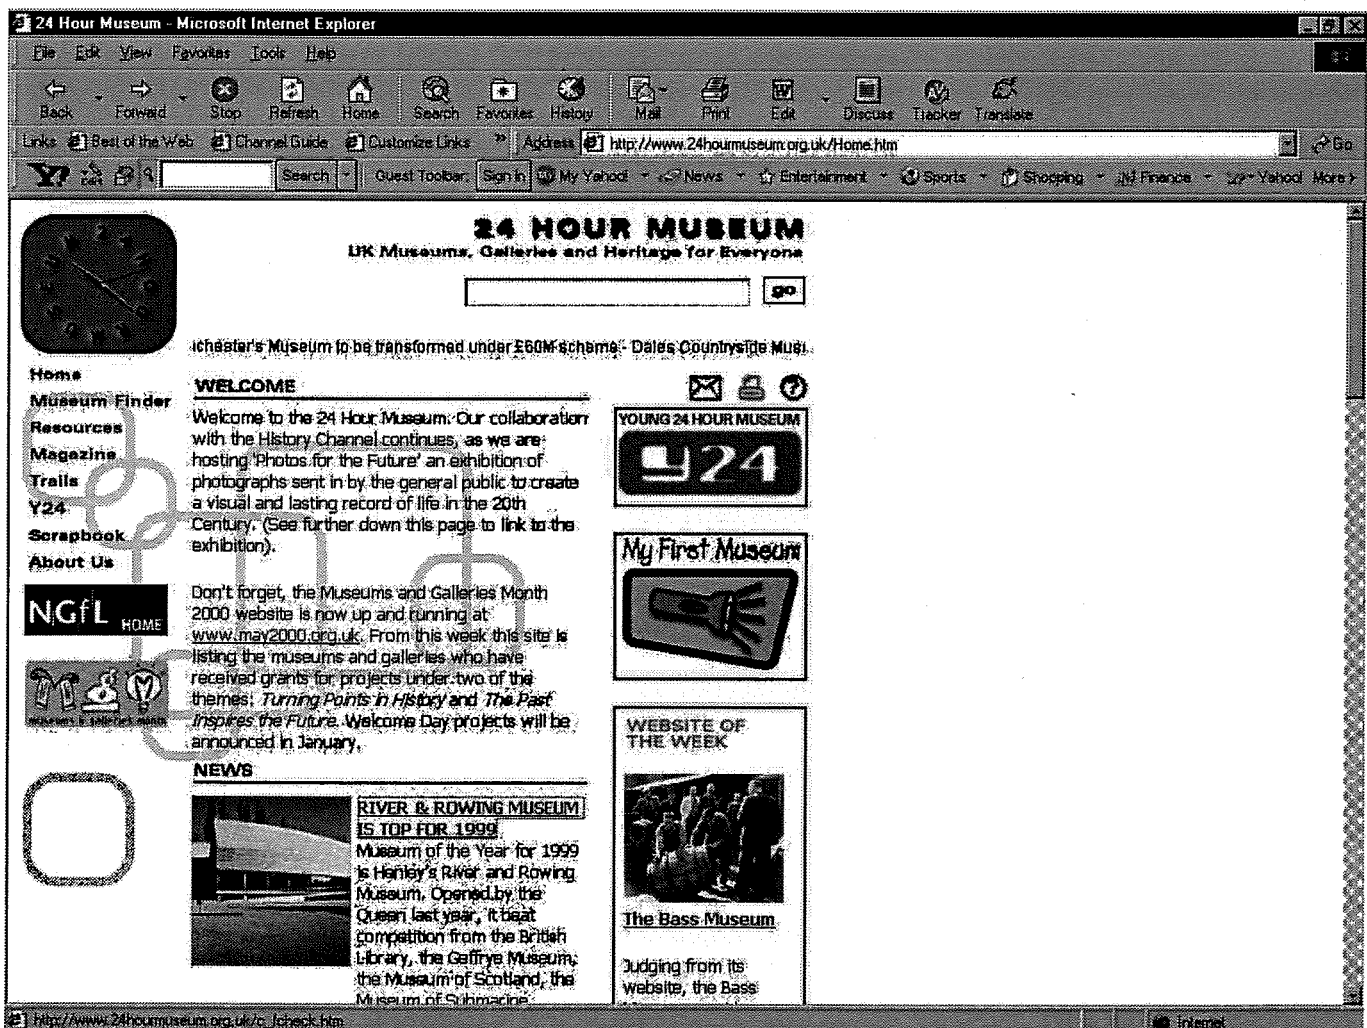 24 Hour Museum - Microsoft Internet Explorer
File Edit View Favorites Tools Help
Back Forward Stop Refresh Home Search Favorites History Mail Print Edit Discuss Tracker Translate
Links Best of the Web Channel Guide Customize Links » Address http://www.24hourmuseum.org.uk/Home.htm Go
Y? Search Guest Toolbar: Sign In My Yahoo! News Entertainment Sports Shopping Finance Yahoo! More >
24 HOUR MUSEUM
UK Museums, Galleries and Heritage for Everyone
go
ichester's Museum to be transformed under £60M scheme - Dales Countryside Muse
Home
Museum Finder
Resources
Magazine
Trails
Y24
Scrapbook
About Us
NGfL HOME
museums & galleries month
WELCOME
Welcome to the 24 Hour Museum. Our collaboration
with the History Channel continues, as we are
hosting 'Photos for the Future' an exhibition of
photographs sent in by the general public to create
a visual and lasting record of life in the 20th
Century. (See further down this page to link to the
exhibition).
Don't forget, the Museums and Galleries Month
2000 website is now up and running at
www.may2000.org.uk. From this week this site is
listing the museums and galleries who have
received grants for projects under two of the
themes; Turning Points in History and The Past
Inspires the Future. Welcome Day projects will be
announced in January.
NEWS
RIVER & ROWING MUSEUM
IS TOP FOR 1999
Museum of the Year for 1999
is Henley's River and Rowing
Museum. Opened by the
Queen last year, it beat
competition from the British
Library, the Geffrye Museum,
the Museum of Scotland, the
Museum of Submarine
YOUNG 24 HOUR MUSEUM
y24
My First Museum
WEBSITE OF
THE WEEK
The Bass Museum
Judging from its
website, the Bass
http://www.24hourmuseum.org.uk/c_fcheck.htm Internet